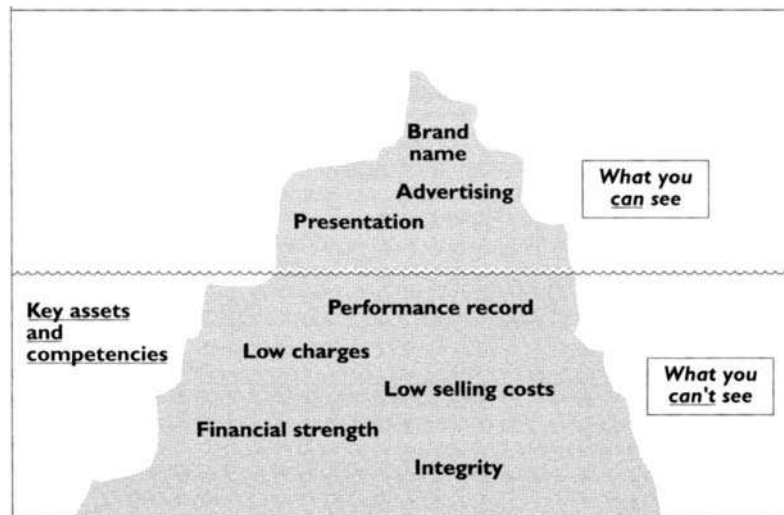 Brand
name
Advertising
Presentation
What you
can see
Key assets
and
competencies
Performance record
Low charges
Low selling costs
Financial strength
Integrity
What you
can't see